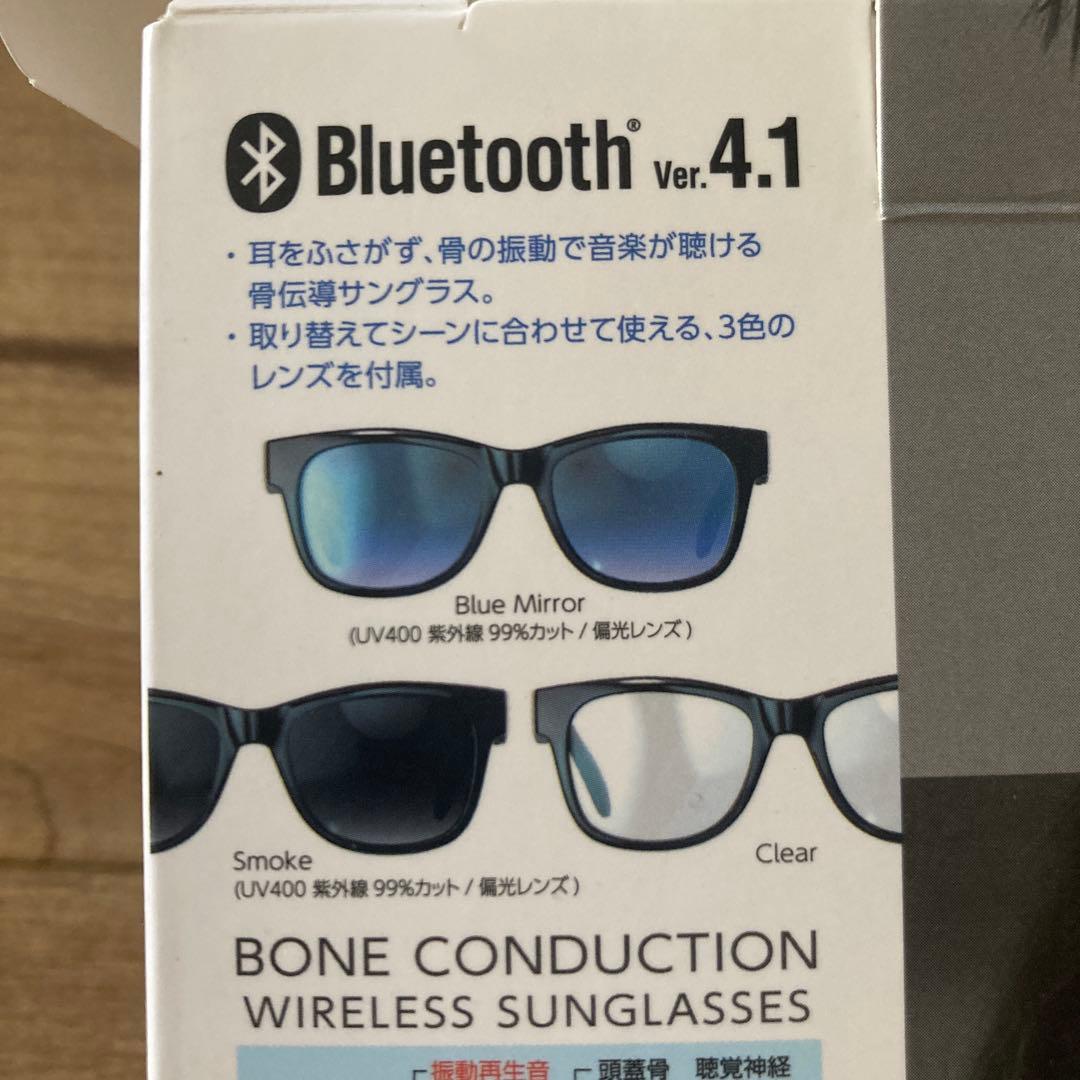 Bluetooth® Ver.4.1
・耳をふさがず、骨の振動で音楽が聴ける
骨伝導サングラス。
・取り替えてシーンに合わせて使える、3色の
レンズを付属。
Blue Mirror
(UV400 紫外線 99%カット / 偏光レンズ)
Smoke
(UV400 紫外線 99%カット / 偏光レンズ)
Clear
BONE CONDUCTION
WIRELESS SUNGLASSES
振動再生音 頭蓋骨 聴覚神経